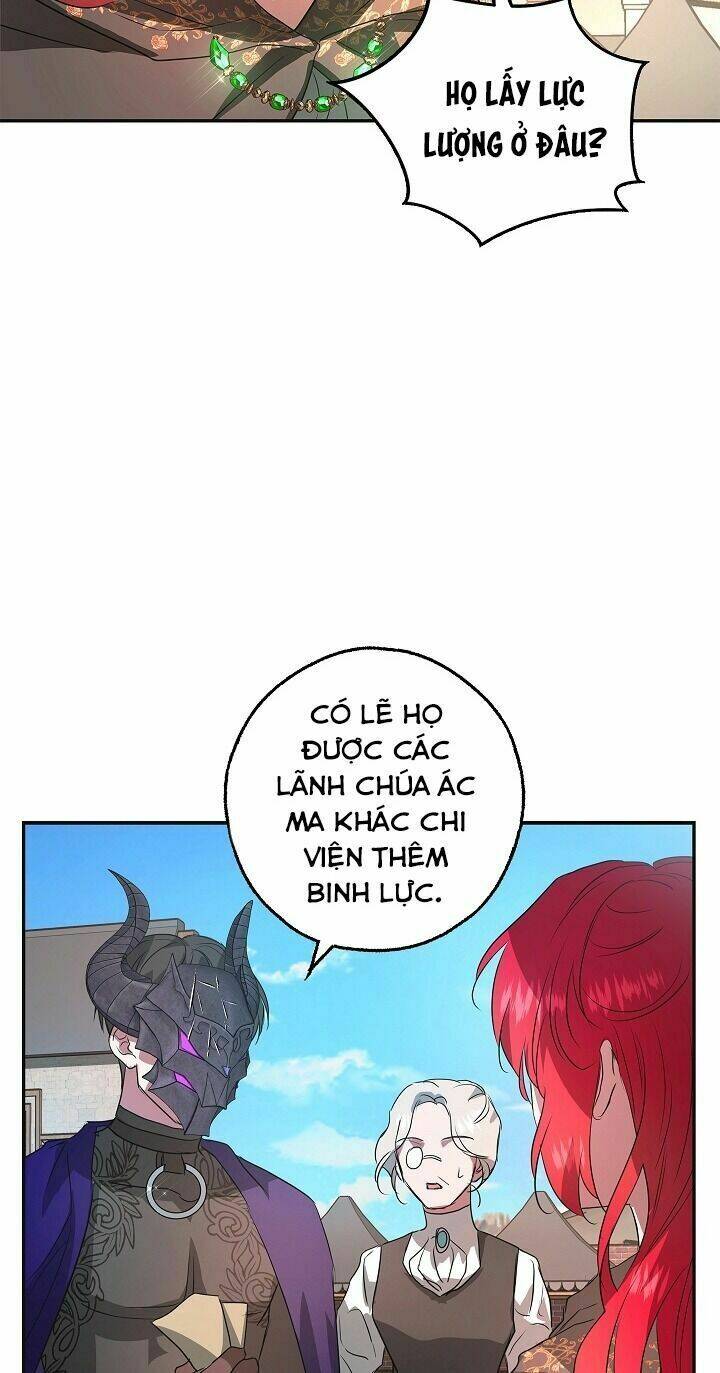 HỌ LẤY LỰC
LƯỢNG Ở ĐÂU?
CÓ LẼ HỌ
ĐƯỢC CÁC
LÃNH CHÚA ÁC
MA KHÁC CHI
VIỆN THÊM
BINH LỰC.